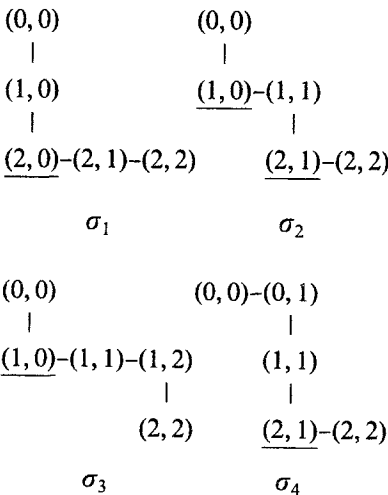 (0, 0) (0, 0)
| |
(1, 0) (1, 0)–(1, 1)
| |
(2, 0)–(2, 1)–(2, 2) (2, 1)–(2, 2)
σ₁ σ₂
(0, 0) (0, 0)–(0, 1)
| |
(1, 0)–(1, 1)–(1, 2) (1, 1)
| |
(2, 2) (2, 1)–(2, 2)
σ₃ σ₄